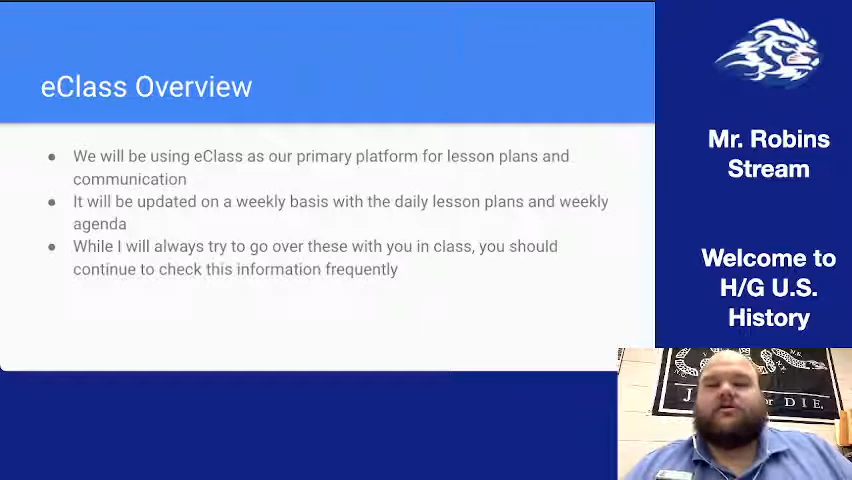 eClass Overview
We will be using eClass as our primary platform for lesson plans and
communication
It will be updated on a weekly basis with the daily lesson plans and weekly
agenda
While I will always try to go over these with you in class, you should
continue to check this information frequently
Mr. Robins
Stream
Welcome to
H/G U.S.
History
or DIE.